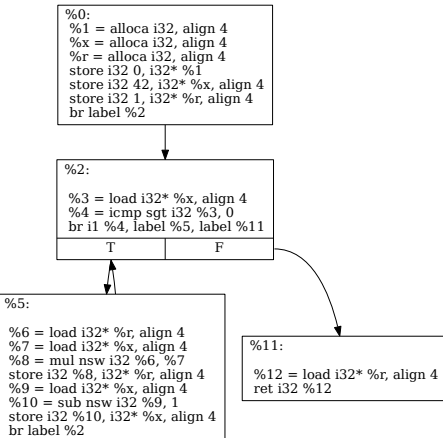 %0:
%1 = alloca i32, align 4
%x = alloca i32, align 4
%r = alloca i32, align 4
store i32 0, i32* %1
store i32 42, i32* %x, align 4
store i32 1, i32* %r, align 4
br label %2
%2:
%3 = load i32* %x, align 4
%4 = icmp sgt i32 %3, 0
br i1 %4, label %5, label %11
T F
%5:
%6 = load i32* %r, align 4
%7 = load i32* %x, align 4
%8 = mul nsw i32 %6, %7
store i32 %8, i32* %r, align 4
%9 = load i32* %x, align 4
%10 = sub nsw i32 %9, 1
store i32 %10, i32* %x, align 4
br label %2
%11:
%12 = load i32* %r, align 4
ret i32 %12